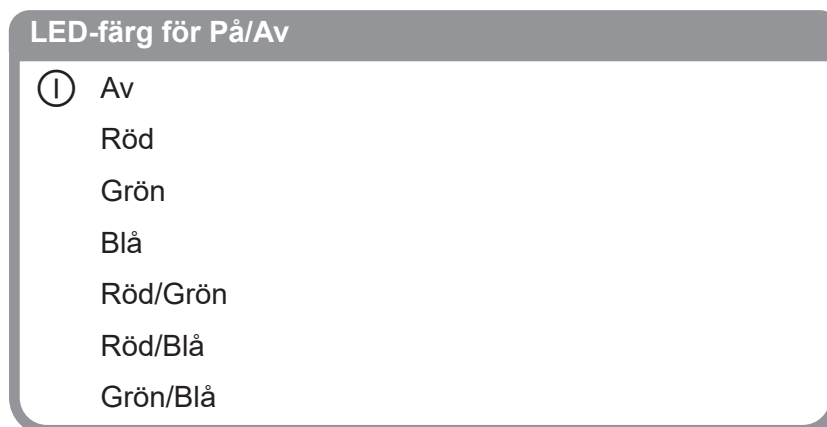 LED-färg för På/Av
Av
Röd
Grön
Blå
Röd/Grön
Röd/Blå
Grön/Blå